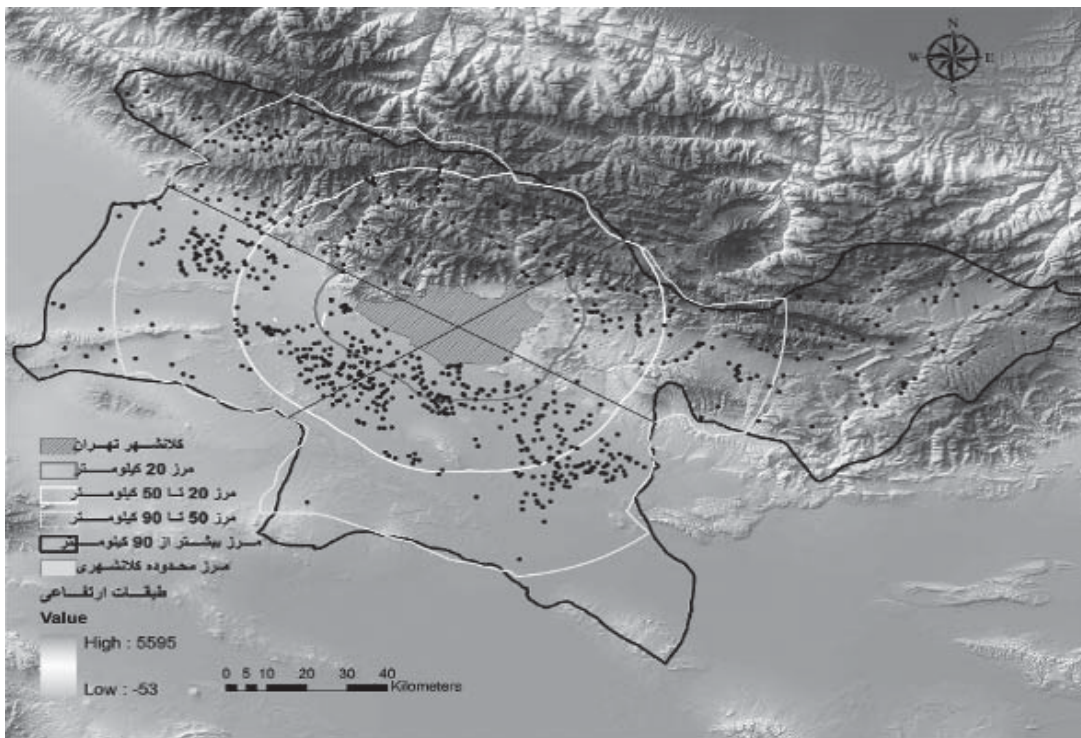 N
W E
S
کلانشهر تهران
مرز 20 کیلومتر
مرز 20 تا 50 کیلومتر
مرز 50 تا 90 کیلومتر
مرز بیشتر از 90 کیلومتر
مرز محدوده کلانشهری
طبقات ارتفاعی
Value
High : 5595
Low : -53
0 5 10 20 30 40
Kilometers